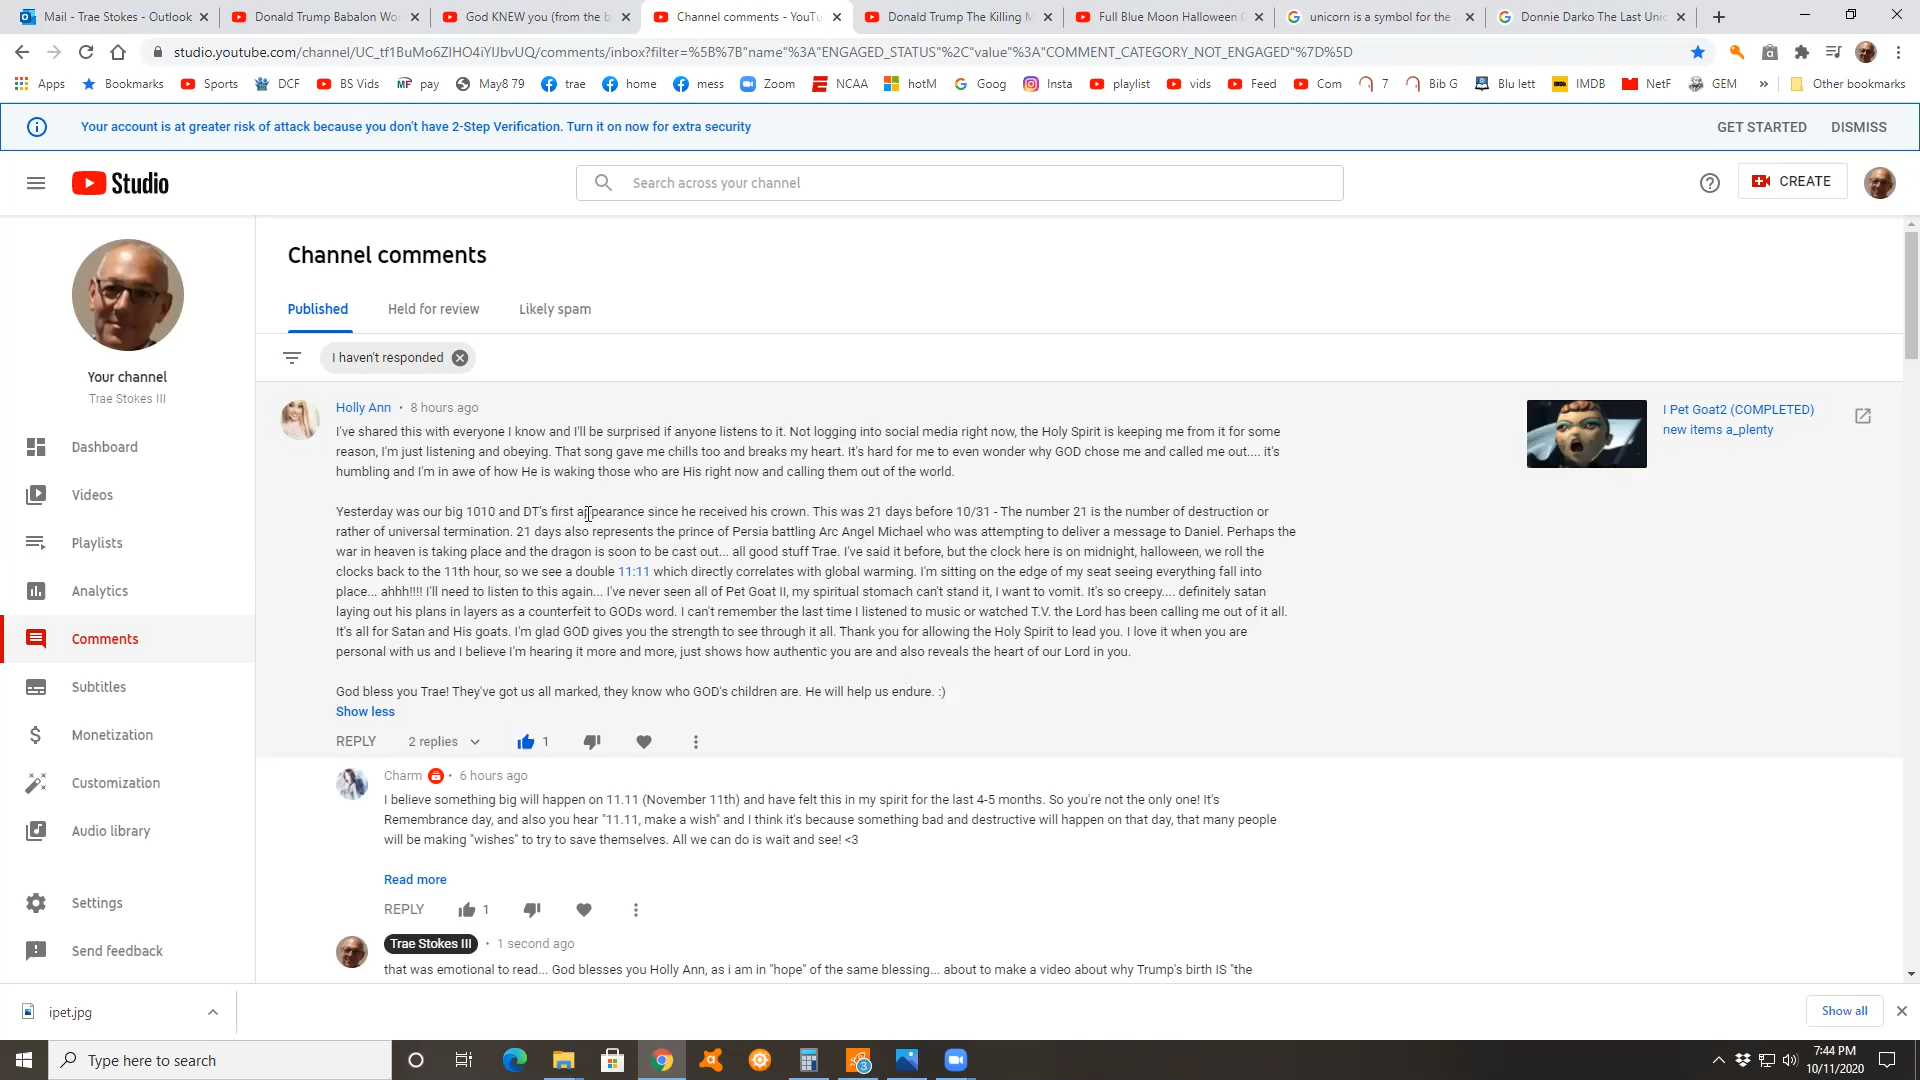 Mail - Trae Stokes - Outlook
Donald Trump Babalon Wo
God KNEW you (from the b
Channel comments - YouTu
Donald Trump The Killing M
Full Blue Moon Halloween
unicorn is a symbol for the
Donnie Darko The Last Unic
studio.youtube.com/channel/UC_tf1BuMo6ZIHO4iYIJbvUQ/comments/inbox?filter=%5B%7B"name"%3A"ENGAGED_STATUS"%2C"value"%3A"COMMENT_CATEGORY_NOT_ENGAGED"%7D%5D
Apps Bookmarks Sports DCF BS Vids pay May8 79 trae home mess Zoom NCAA hotM Goog Insta playlist vids Feed Com 7 Bib G Blu lett IMDB NetF GEM » Other bookmarks
Your account is at greater risk of attack because you don't have 2-Step Verification. Turn it on now for extra security
GET STARTED DISMISS
Studio
Search across your channel
CREATE
Your channel
Trae Stokes III
Dashboard
Videos
Playlists
Analytics
Comments
Subtitles
Monetization
Customization
Audio library
Settings
Send feedback
Channel comments
Published Held for review Likely spam
I haven't responded
Holly Ann • 8 hours ago
I've shared this with everyone I know and I'll be surprised if anyone listens to it. Not logging into social media right now, the Holy Spirit is keeping me from it for some
reason, I'm just listening and obeying. That song gave me chills too and breaks my heart. It's hard for me to even wonder why GOD chose me and called me out.... it's
humbling and I'm in awe of how He is waking those who are His right now and calling them out of the world.
Yesterday was our big 1010 and DT's first appearance since he received his crown. This was 21 days before 10/31 - The number 21 is the number of destruction or
rather of universal termination. 21 days also represents the prince of Persia battling Arc Angel Michael who was attempting to deliver a message to Daniel. Perhaps the
war in heaven is taking place and the dragon is soon to be cast out... all good stuff Trae. I've said it before, but the clock here is on midnight, halloween, we roll the
clocks back to the 11th hour, so we see a double 11:11 which directly correlates with global warming. I'm sitting on the edge of my seat seeing everything fall into
place... ahhh!!!! I'll need to listen to this again... I've never seen all of Pet Goat II, my spiritual stomach can't stand it, I want to vomit. It's so creepy.... definitely satan
laying out his plans in layers as a counterfeit to GODs word. I can't remember the last time I listened to music or watched T.V. the Lord has been calling me out of it all.
It's all for Satan and His goats. I'm glad GOD gives you the strength to see through it all. Thank you for allowing the Holy Spirit to lead you. I love it when you are
personal with us and I believe I'm hearing it more and more, just shows how authentic you are and also reveals the heart of our Lord in you.
God bless you Trae! They've got us all marked, they know who GOD's children are. He will help us endure. :)
Show less
REPLY 2 replies 1
I Pet Goat2 (COMPLETED)
new items a_plenty
Charm • 6 hours ago
I believe something big will happen on 11.11 (November 11th) and have felt this in my spirit for the last 4-5 months. So you're not the only one! It's
Remembrance day, and also you hear "11.11, make a wish" and I think it's because something bad and destructive will happen on that day, that many people
will be making "wishes" to try to save themselves. All we can do is wait and see! <3
Read more
REPLY 1
Trae Stokes III • 1 second ago
that was emotional to read... God blesses you Holly Ann, as i am in "hope" of the same blessing... about to make a video about why Trump's birth IS "the
ipet.jpg
Show all
Type here to search
3
7:44 PM
10/11/2020